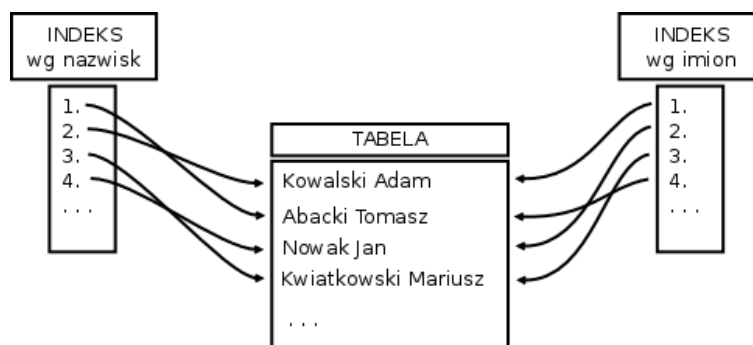 INDEKS
wg nazwisk
1.
2.
3.
4.
. . .
TABELA
Kowalski Adam
Abacki Tomasz
Nowak Jan
Kwiatkowski Mariusz
. . .
INDEKS
wg imion
1.
2.
3.
4.
. . .